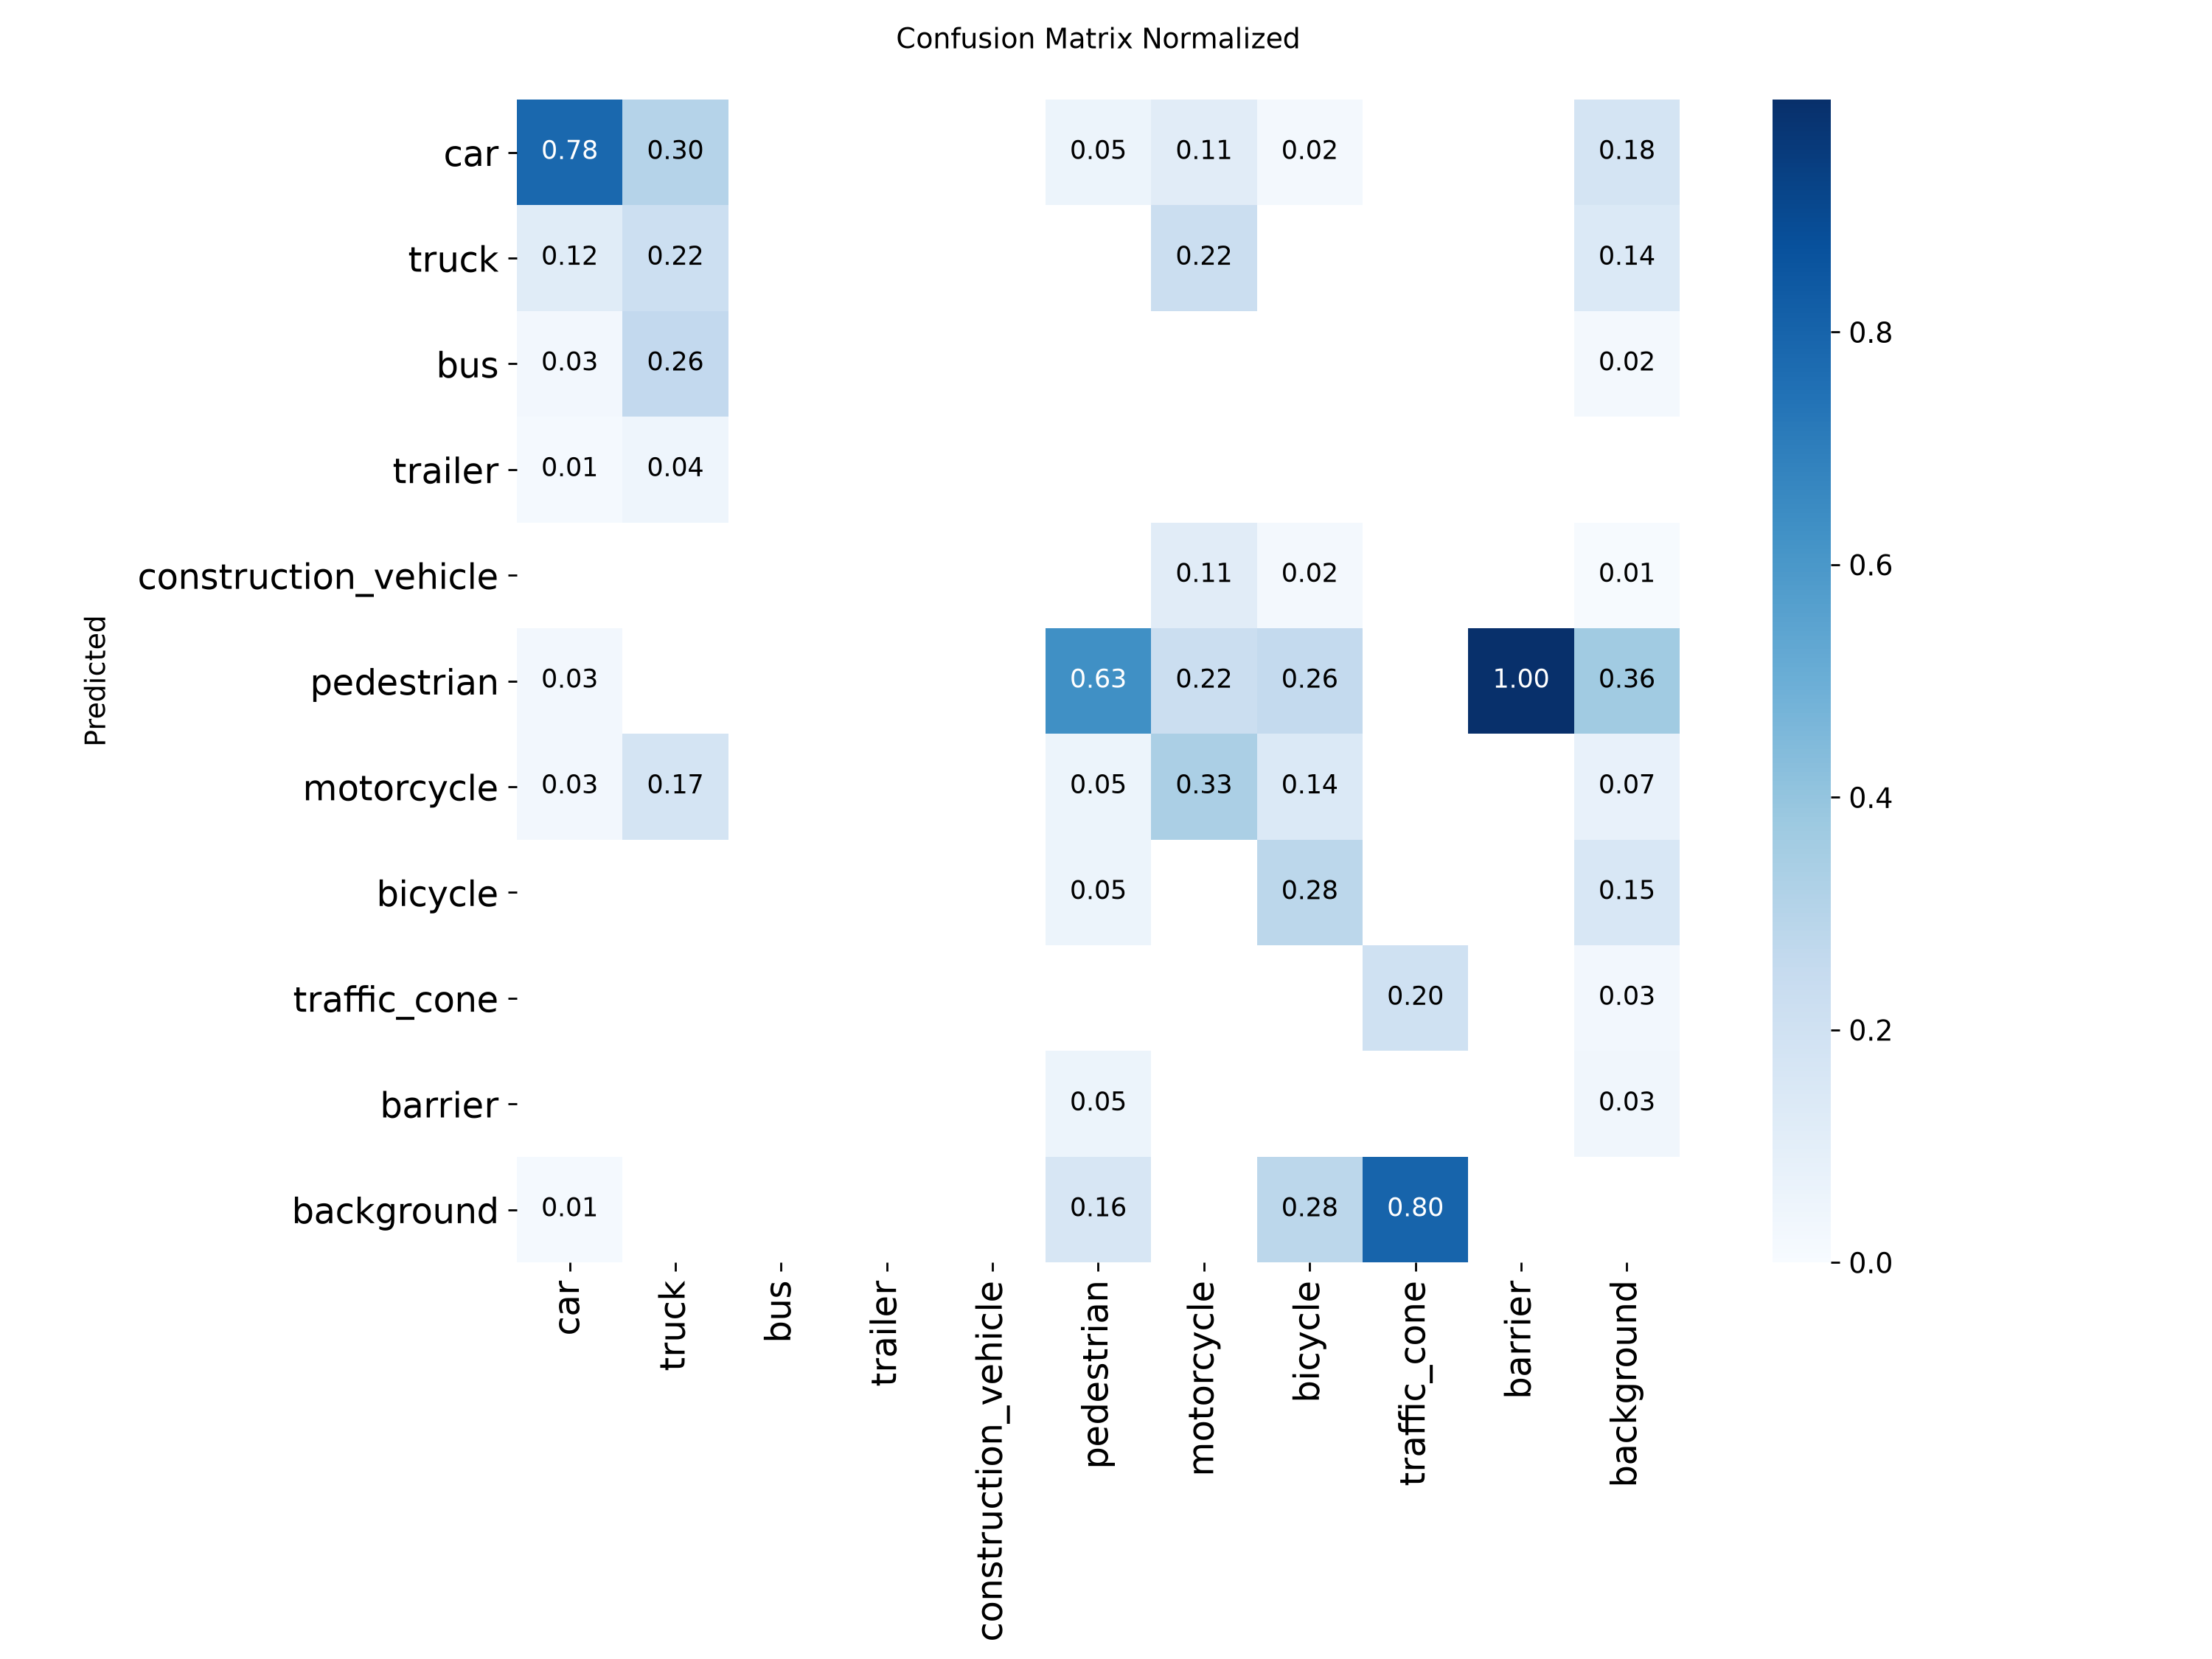 Confusion Matrix Normalized
Predicted
car 0.78 0.30 0.05 0.11 0.02 0.18
truck 0.12 0.22 0.22 0.14
bus 0.03 0.26 0.02
trailer 0.01 0.04
construction_vehicle 0.11 0.02 0.01
pedestrian 0.03 0.63 0.22 0.26 1.00 0.36
motorcycle 0.03 0.17 0.05 0.33 0.14 0.07
bicycle 0.05 0.28 0.15
traffic_cone 0.20 0.03
barrier 0.05 0.03
background 0.01 0.16 0.28 0.80
car
truck
bus
trailer
construction_vehicle
pedestrian
motorcycle
bicycle
traffic_cone
barrier
background
0.8
0.6
0.4
0.2
0.0